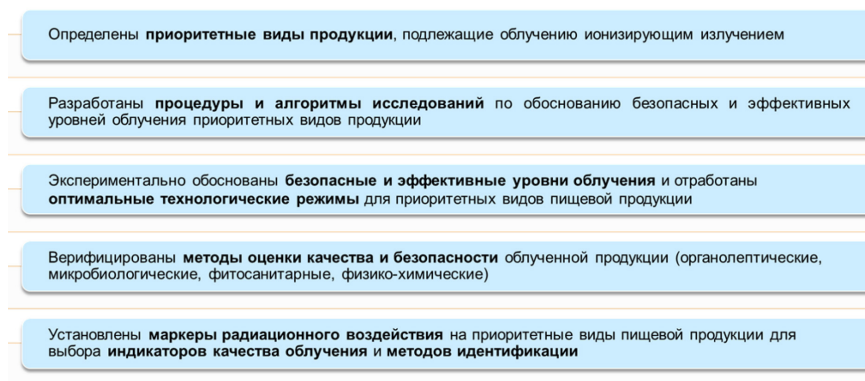 Определены приоритетные виды продукции, подлежащие облучению ионизирующим излучением
Разработаны процедуры и алгоритмы исследований по обоснованию безопасных и эффективных
уровней облучения приоритетных видов продукции
Экспериментально обоснованы безопасные и эффективные уровни облучения и отработаны
оптимальные технологические режимы для приоритетных видов пищевой продукции
Верифицированы методы оценки качества и безопасности облученной продукции (органолептические,
микробиологические, фитосанитарные, физико-химические)
Установлены маркеры радиационного воздействия на приоритетные виды пищевой продукции для
выбора индикаторов качества облучения и методов идентификации